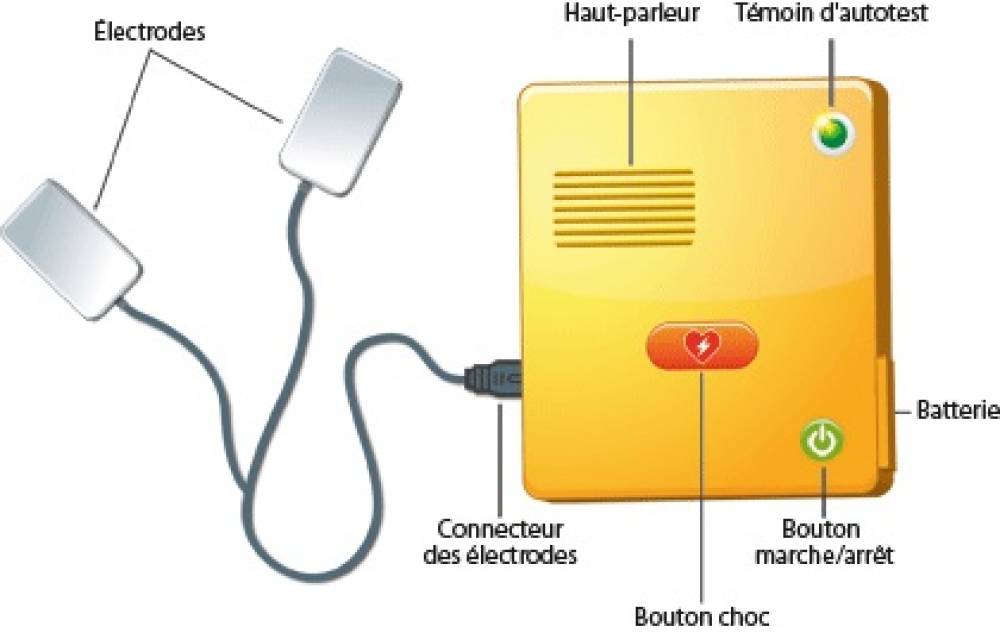 Haut-parleur
Témoin d'autotest
Électrodes
Batterie
Connecteur
des électrodes
Bouton
marche/arrêt
Bouton choc